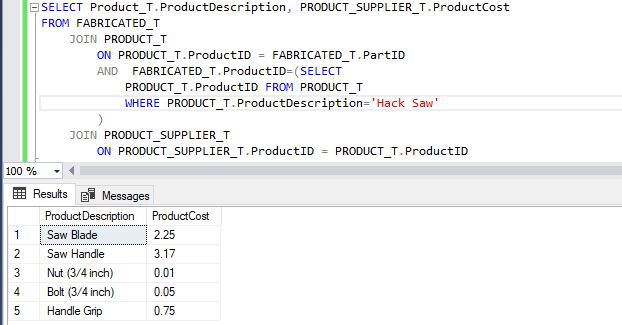 SELECT Product_T.ProductDescription, PRODUCT_SUPPLIER_T.ProductCost
FROM FABRICATED_T
JOIN PRODUCT_T
ON PRODUCT_T.ProductID = FABRICATED_T.PartID
AND FABRICATED_T.ProductID=(SELECT
PRODUCT_T.ProductID FROM PRODUCT_T
WHERE PRODUCT_T.ProductDescription='Hack Saw'
)
JOIN PRODUCT_SUPPLIER_T
ON PRODUCT_SUPPLIER_T.ProductID = PRODUCT_T.ProductID
100 %
Results Messages
ProductDescription ProductCost
1 Saw Blade 2.25
2 Saw Handle 3.17
3 Nut (3/4 inch) 0.01
4 Bolt (3/4 inch) 0.05
5 Handle Grip 0.75